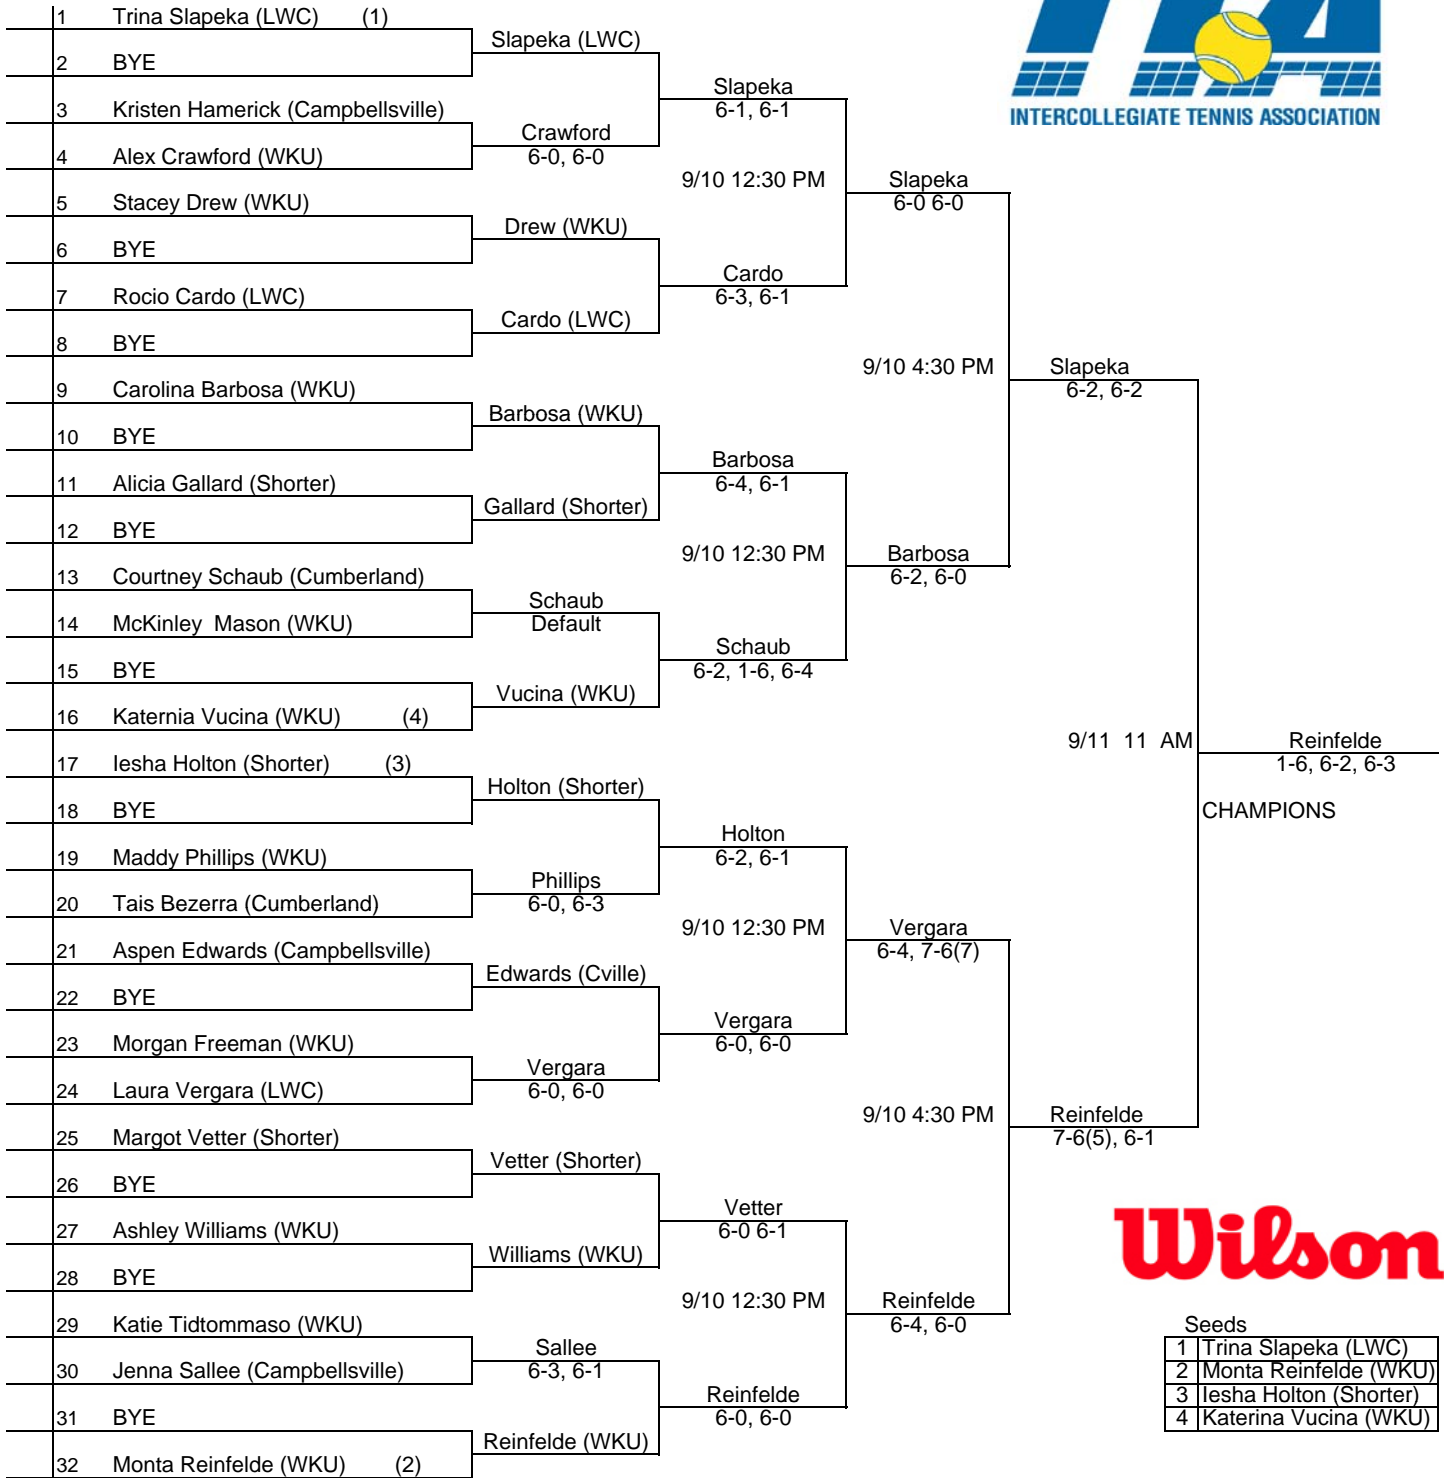 1 Trina Slapeka (LWC) (1)
2 BYE
3 Kristen Hamerick (Campbellsville)
4 Alex Crawford (WKU)
5 Stacey Drew (WKU)
6 BYE
7 Rocio Cardo (LWC)
8 BYE
9 Carolina Barbosa (WKU)
10 BYE
11 Alicia Gallard (Shorter)
12 BYE
13 Courtney Schaub (Cumberland)
14 McKinley Mason (WKU)
15 BYE
16 Katernia Vucina (WKU) (4)
17 Iesha Holton (Shorter) (3)
18 BYE
19 Maddy Phillips (WKU)
20 Tais Bezerra (Cumberland)
21 Aspen Edwards (Campbellsville)
22 BYE
23 Morgan Freeman (WKU)
24 Laura Vergara (LWC)
25 Margot Vetter (Shorter)
26 BYE
27 Ashley Williams (WKU)
28 BYE
29 Katie Tidtommaso (WKU)
30 Jenna Sallee (Campbellsville)
31 BYE
32 Monta Reinfelde (WKU) (2)
Slapeka (LWC)
Crawford
6-0, 6-0
Drew (WKU)
Cardo (LWC)
Barbosa (WKU)
Gallard (Shorter)
Schaub
Default
Vucina (WKU)
Holton (Shorter)
Phillips
6-0, 6-3
Edwards (Cville)
Vergara
6-0, 6-0
Vetter (Shorter)
Williams (WKU)
Sallee
6-3, 6-1
Reinfelde (WKU)
Slapeka
6-1, 6-1
9/10 12:30 PM
Cardo
6-3, 6-1
Barbosa
6-4, 6-1
9/10 12:30 PM
Schaub
6-2, 1-6, 6-4
Holton
6-2, 6-1
9/10 12:30 PM
Vergara
6-0, 6-0
Vetter
6-0 6-1
9/10 12:30 PM
Reinfelde
6-0, 6-0
Slapeka
6-0 6-0
9/10 4:30 PM
Barbosa
6-2, 6-0
Vergara
6-4, 7-6(7)
9/10 4:30 PM
Reinfelde
6-4, 6-0
Slapeka
6-2, 6-2
9/11 11 AM
Reinfelde
7-6(5), 6-1
Reinfelde
1-6, 6-2, 6-3
CHAMPIONS
ITA
INTERCOLLEGIATE TENNIS ASSOCIATION
Wilson
Seeds
1 Trina Slapeka (LWC)
2 Monta Reinfelde (WKU)
3 Iesha Holton (Shorter)
4 Katerina Vucina (WKU)